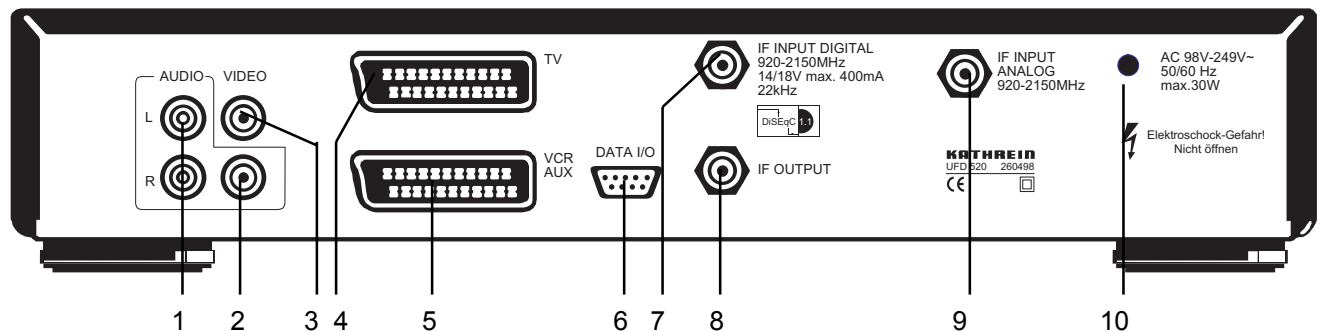 AUDIO
VIDEO
L
R
TV
VCR
AUX
DATA I/O
IF INPUT DIGITAL
920-2150MHz
14/18V max. 400mA
22kHz
DiSEqC 1.1
IF OUTPUT
IF INPUT
ANALOG
920-2150MHz
KATHREIN
UFD 520 260498
CE
AC 98V-249V~
50/60 Hz
max.30W
Elektroschock-Gefahr!
Nicht öffnen
1 2 3 4 5 6 7 8 9 10